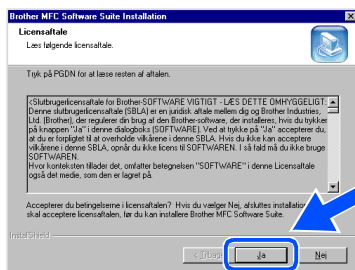 Brother MFC Software Suite Installation
Licensaftale
Læs følgende licensaftale.
Tryk på PGDN for at læse resten af aftalen.
<Slutbrugerlicensaftale for Brother-SOFTWARE VIGTIGT - LÆS DETTE OMHYGGELIGT:
Denne slutbrugerlicensaftale (SBLA) er en juridisk aftale mellem dig og Brother Industries,
Ltd. (Brother), der regulerer din brug af den Brother-software, der installeres, hvis du trykker
på knappen "Ja" i denne dialogboks (SOFTWARE). Ved at trykke på "Ja" accepterer du,
at du er forpligtet til at overholde vilkårene i denne SBLA. Hvis du ikke kan acceptere
vilkårene i denne SBLA, opnår du ikke licens til SOFTWAREN. I så fald må du ikke bruge
SOFTWAREN.
Hvor konteksten tillader det, omfatter betegnelsen "SOFTWARE" i denne Licensaftale
også det medie, som den er lagret på.
Accepterer du betingelserne i licensaftalen? Hvis du vælger Nej, afsluttes installation
skal acceptere licensaftalen, før du kan installere Brother MFC Software Suite.
InstallShield
< Tilbage Ja Nej